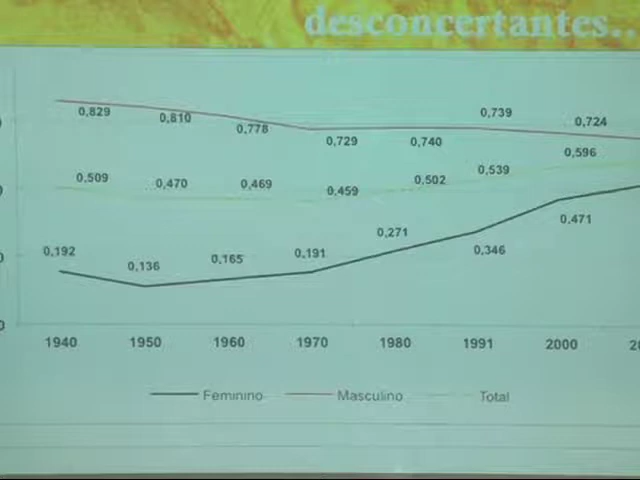 desconcertantes...
0,829 0,810 0,778 0,729 0,740 0,739 0,724
0,509 0,470 0,469 0,459 0,502 0,539 0,596
0,192 0,136 0,165 0,191 0,271 0,346 0,471
1940 1950 1960 1970 1980 1991 2000
Feminino Masculino Total